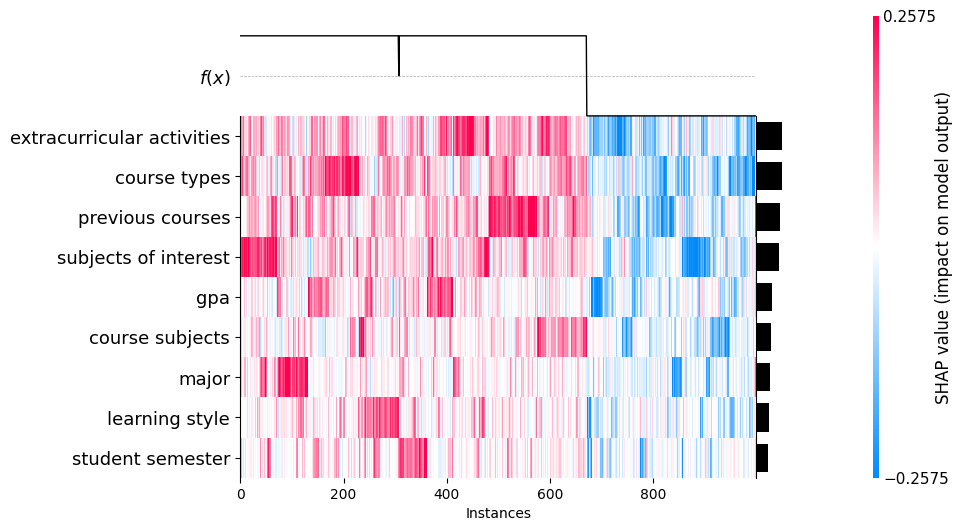 0.2575
f(x)
extracurricular activities
course types
previous courses
subjects of interest
gpa
course subjects
major
learning style
student semester
0 200 400 600 800
Instances
SHAP value (impact on model output)
−0.2575